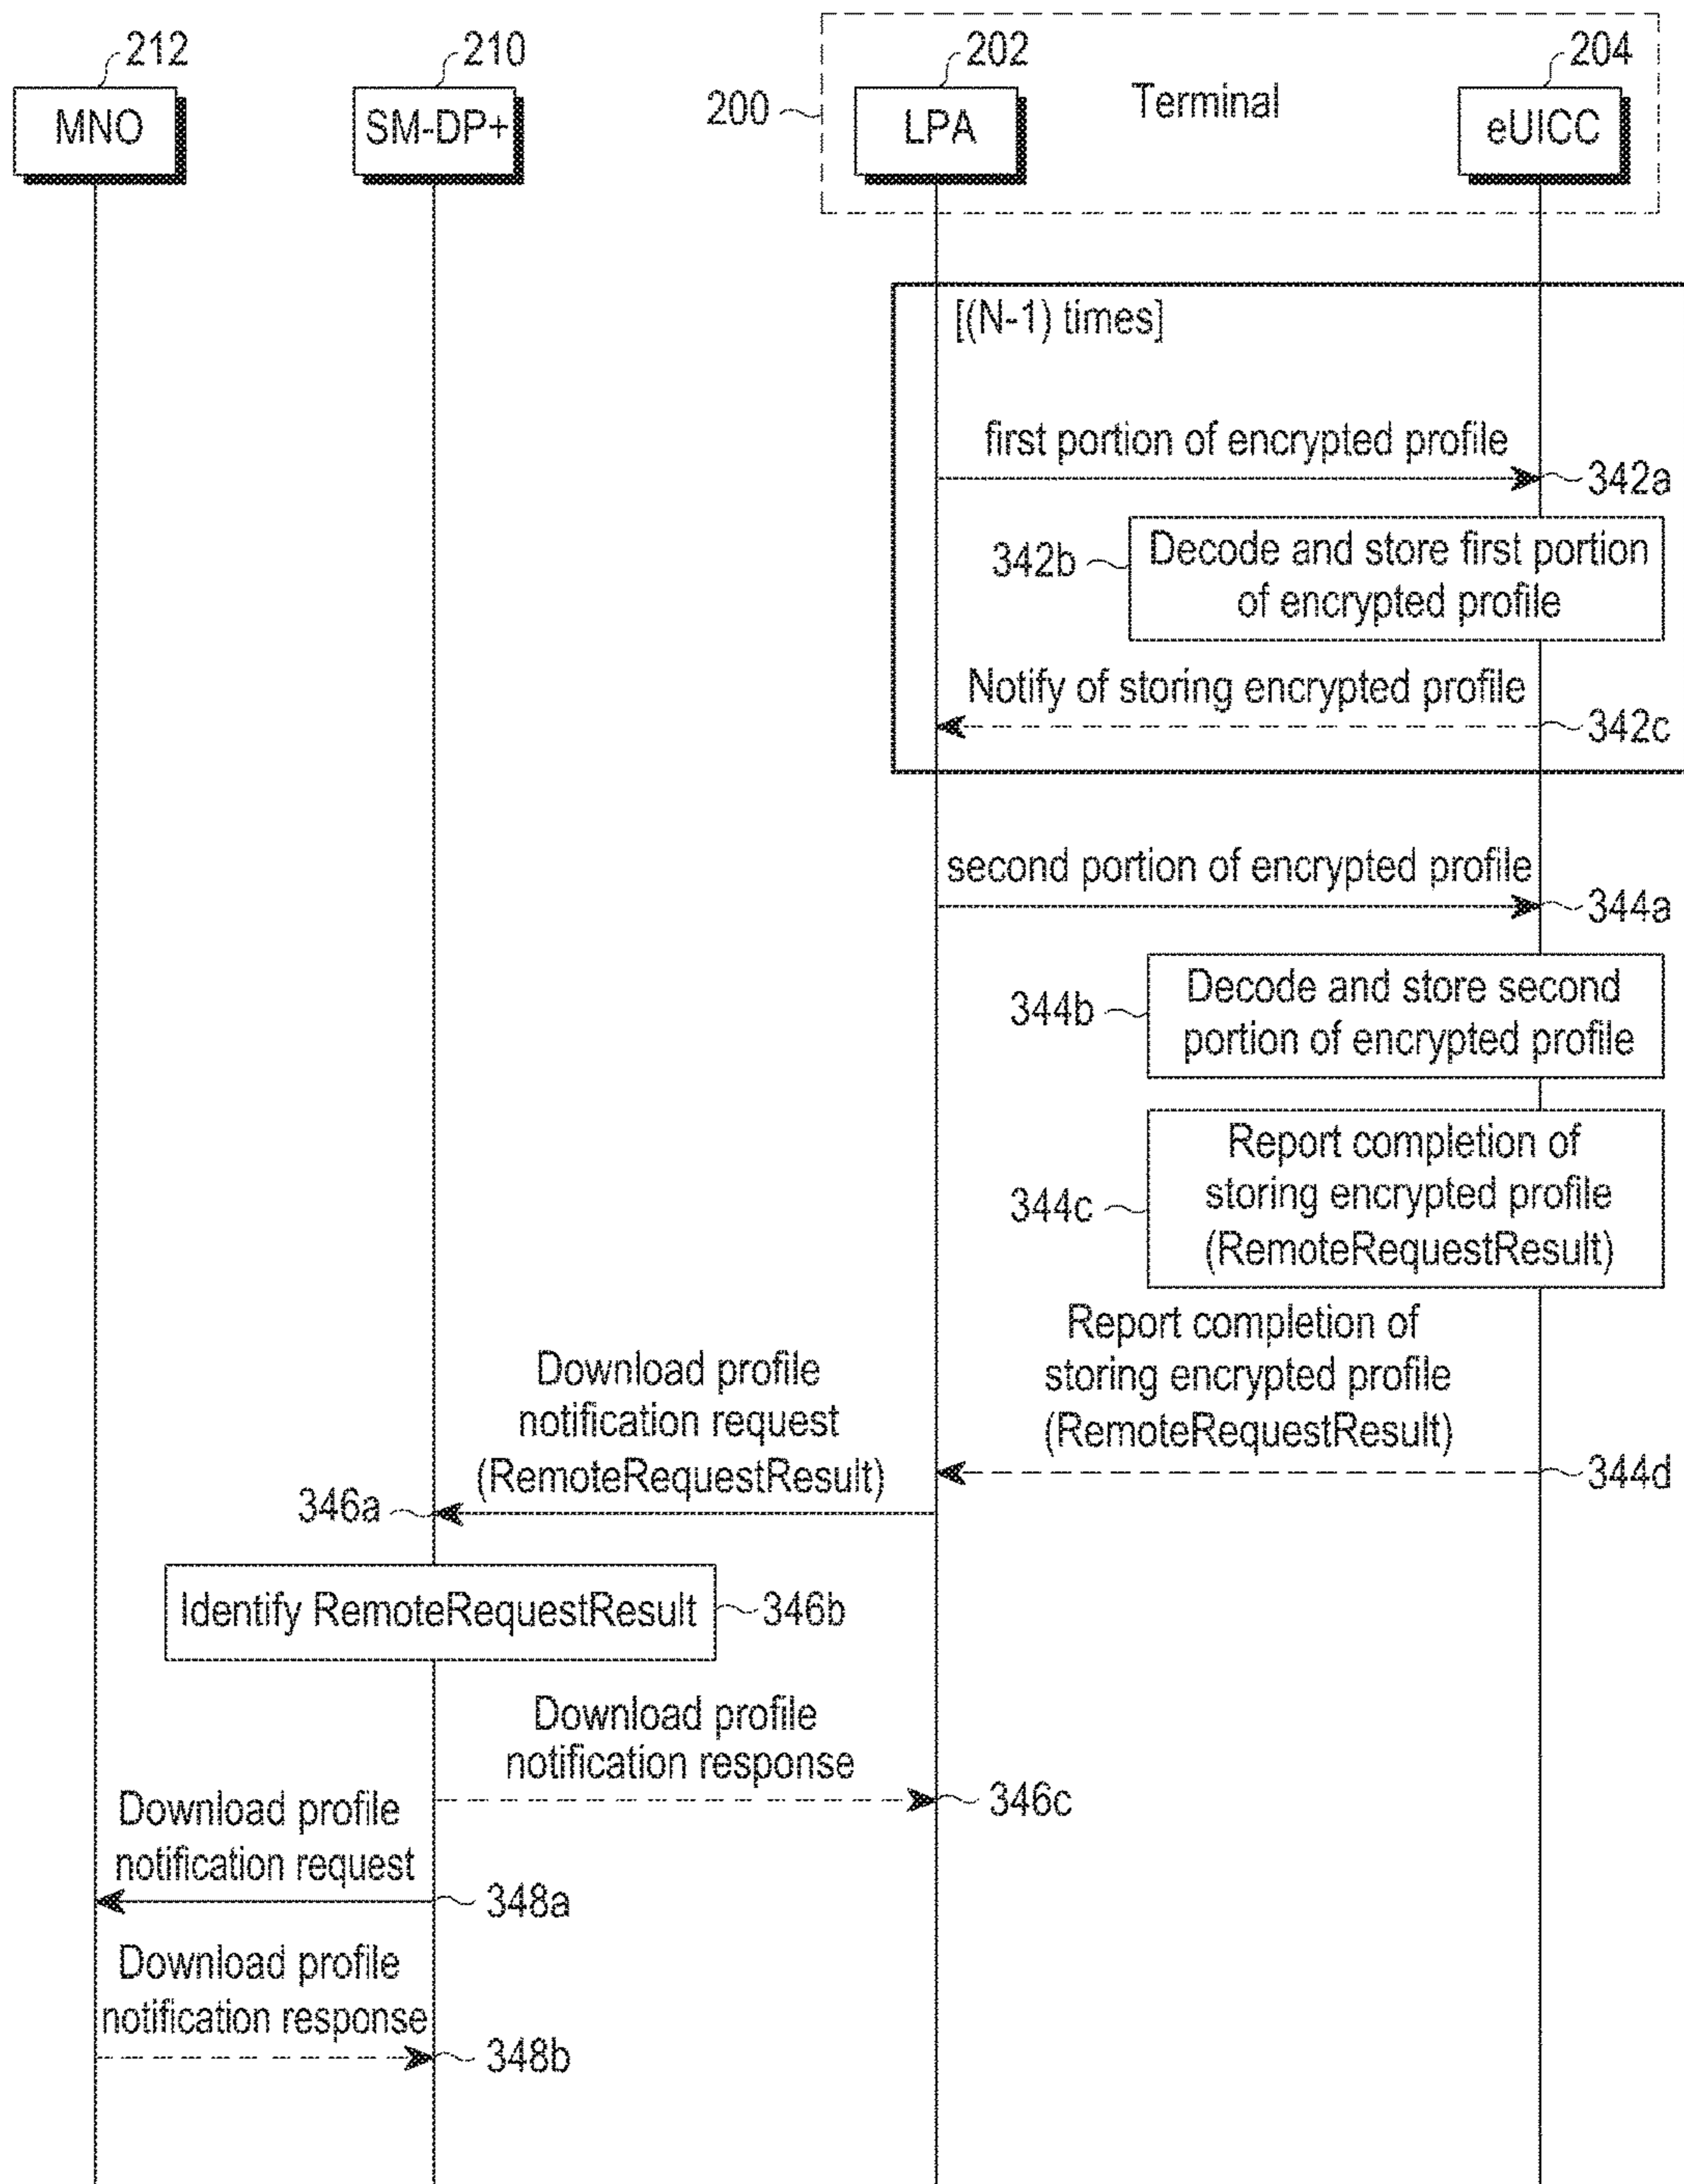 212
210
202
204
200
Terminal
MNO
SM-DP+
LPA
eUICC
[(N-1) times]
first portion of encrypted profile
342a
342b
Decode and store first portion
of encrypted profile
Notify of storing encrypted profile
342c
second portion of encrypted profile
344a
344b
Decode and store second
portion of encrypted profile
344c
Report completion of
storing encrypted profile
(RemoteRequestResult)
Report completion of
storing encrypted profile
(RemoteRequestResult)
344d
Download profile
notification request
(RemoteRequestResult)
346a
Identify RemoteRequestResult
346b
Download profile
notification response
346c
Download profile
notification request
348a
Download profile
notification response
348b